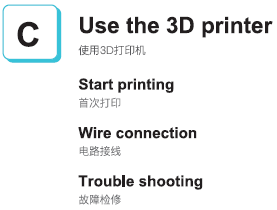 C
Use the 3D printer
使用3D打印机
Start printing
首次打印
Wire connection
电路接线
Trouble shooting
故障检修